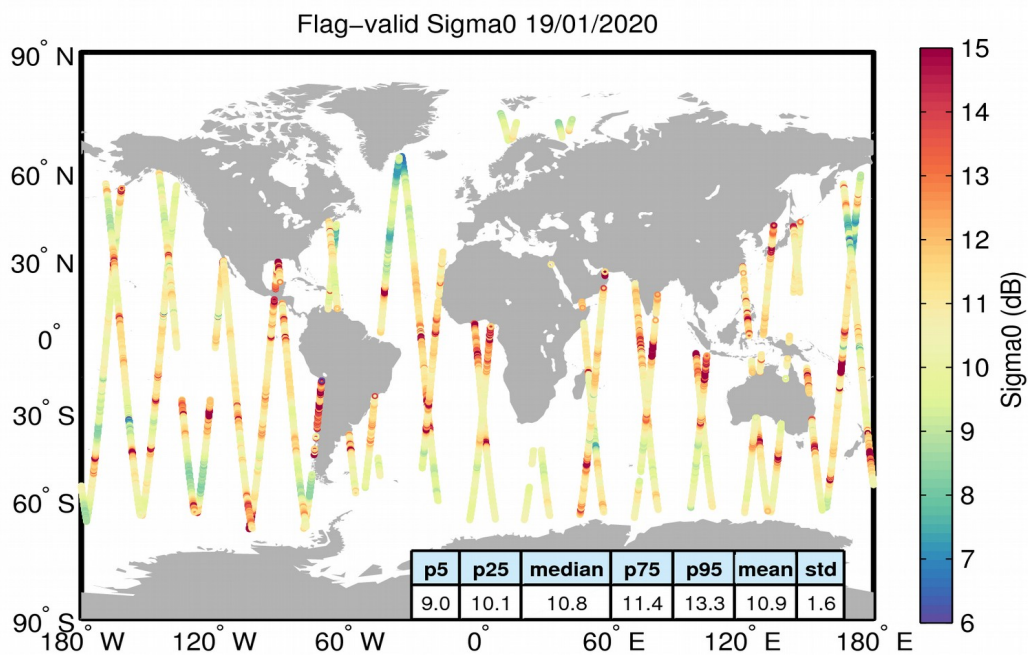 Flag−valid Sigma0 19/01/2020
90° N
60° N
30° N
0°
30° S
60° S
90° S
180° W
120° W
60° W
0°
60° E
120° E
180° E
p5 p25 median p75 p95 mean std
9.0 10.1 10.8 11.4 13.3 10.9 1.6
15
14
13
12
11
10
9
8
7
6
Sigma0 (dB)